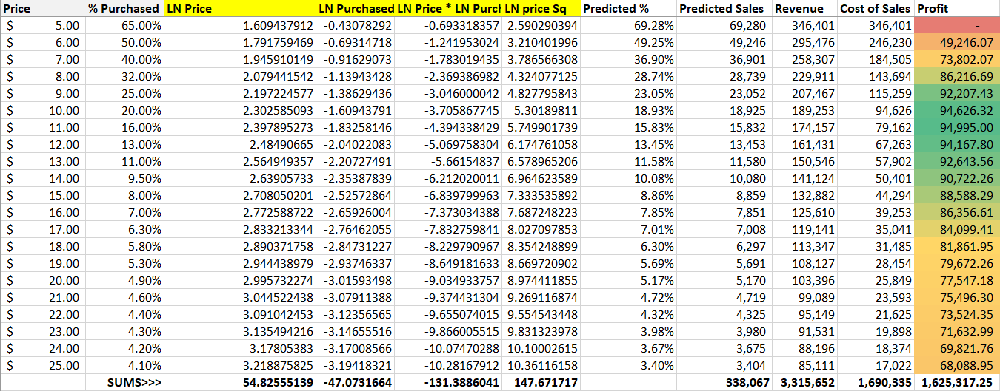 Price % Purchased LN Price LN Purchased LN Price * LN Purcl LN price Sq Predicted % Predicted Sales Revenue Cost of Sales Profit
$ 5.00 65.00% 1.609437912 -0.43078292 -0.693318357 2.590290394 69.28% 69,280 346,401 346,401 -
$ 6.00 50.00% 1.791759469 -0.69314718 -1.241953024 3.210401996 49.25% 49,246 295,476 246,230 49,246.07
$ 7.00 40.00% 1.945910149 -0.91629073 -1.783019435 3.786566308 36.90% 36,901 258,307 184,505 73,802.07
$ 8.00 32.00% 2.079441542 -1.13943428 -2.369386982 4.324077125 28.74% 28,739 229,911 143,694 86,216.69
$ 9.00 25.00% 2.197224577 -1.38629436 -3.046000042 4.827795843 23.05% 23,052 207,467 115,259 92,207.43
$ 10.00 20.00% 2.302585093 -1.60943791 -3.705867745 5.30189811 18.93% 18,925 189,253 94,626 94,626.32
$ 11.00 16.00% 2.397895273 -1.83258146 -4.394338429 5.749901739 15.83% 15,832 174,157 79,162 94,995.00
$ 12.00 13.00% 2.48490665 -2.04022083 -5.069758304 6.174761058 13.45% 13,453 161,431 67,263 94,167.80
$ 13.00 11.00% 2.564949357 -2.20727491 -5.66154837 6.578965206 11.58% 11,580 150,546 57,902 92,643.56
$ 14.00 9.50% 2.63905733 -2.35387839 -6.212020011 6.964623589 10.08% 10,080 141,124 50,401 90,722.26
$ 15.00 8.00% 2.708050201 -2.52572864 -6.839799963 7.333535892 8.86% 8,859 132,882 44,294 88,588.29
$ 16.00 7.00% 2.772588722 -2.65926004 -7.373034388 7.687248223 7.85% 7,851 125,610 39,253 86,356.61
$ 17.00 6.30% 2.833213344 -2.76462055 -7.832759841 8.027097853 7.01% 7,008 119,141 35,041 84,099.41
$ 18.00 5.80% 2.890371758 -2.84731227 -8.229790967 8.354248899 6.30% 6,297 113,347 31,485 81,861.95
$ 19.00 5.30% 2.944438979 -2.93746337 -8.649181633 8.669720902 5.69% 5,691 108,127 28,454 79,672.26
$ 20.00 4.90% 2.995732274 -3.01593498 -9.034933757 8.974411855 5.17% 5,170 103,396 25,849 77,547.18
$ 21.00 4.60% 3.044522438 -3.07911388 -9.374431304 9.269116874 4.72% 4,719 99,089 23,593 75,496.30
$ 22.00 4.40% 3.091042453 -3.12356565 -9.655074015 9.554543448 4.32% 4,325 95,149 21,625 73,524.35
$ 23.00 4.30% 3.135494216 -3.14655516 -9.866005515 9.831323978 3.98% 3,980 91,531 19,898 71,632.99
$ 24.00 4.20% 3.17805383 -3.17008566 -10.07470288 10.10002615 3.67% 3,675 88,196 18,374 69,821.76
$ 25.00 4.10% 3.218875825 -3.19418321 -10.28167912 10.36116158 3.40% 3,404 85,111 17,022 68,088.95
SUMS>>> 54.82555139 -47.0731664 -131.3886041 147.671717 338,067 3,315,652 1,690,335 1,625,317.25